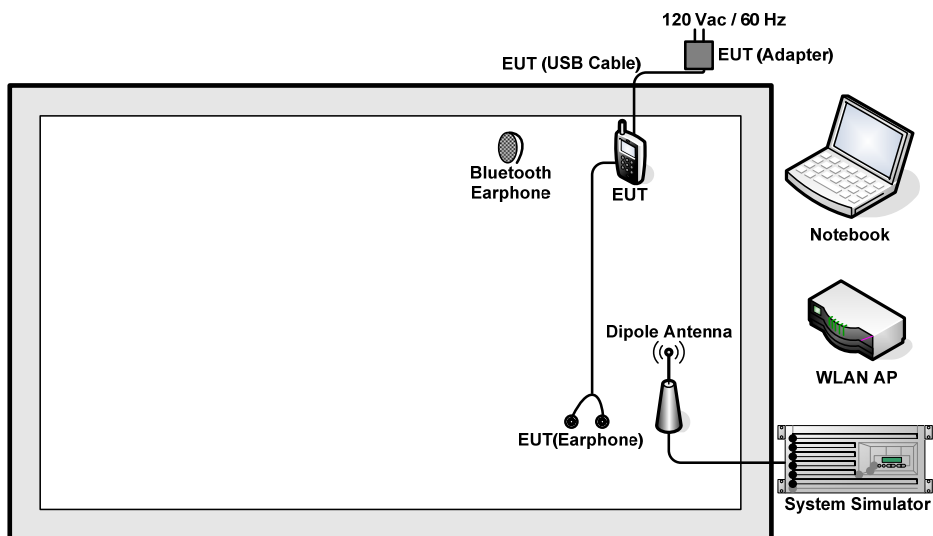 120 Vac / 60 Hz
EUT (USB Cable)
EUT (Adapter)
Bluetooth
Earphone
EUT
Notebook
Dipole Antenna
WLAN AP
EUT(Earphone)
System Simulator